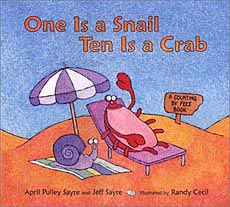 One Is a Snail
Ten Is a Crab
A COUNTING
BY FEET
BOOK
April Pulley Sayre and Jeff Sayre
Illustrated by Randy Cecil